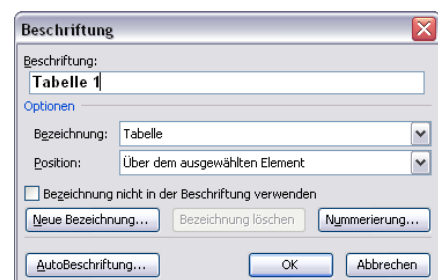 Beschriftung
Beschriftung:
Tabelle 1
Optionen
Bezeichnung: Tabelle
Position: Über dem ausgewählten Element
Bezeichnung nicht in der Beschriftung verwenden
Neue Bezeichnung... Bezeichnung löschen Nummerierung...
AutoBeschriftung... OK Abbrechen